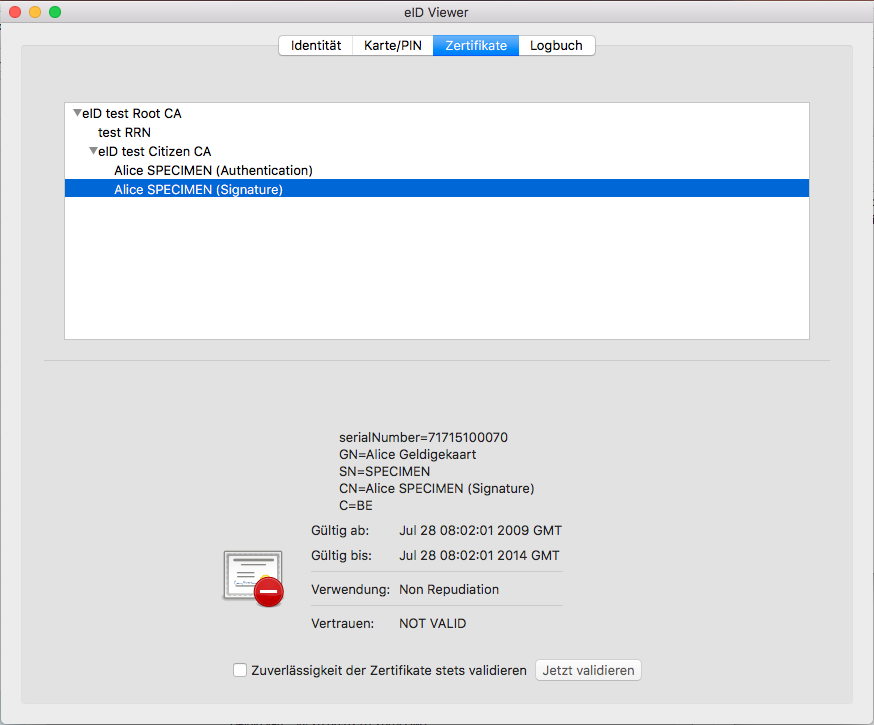 eID Viewer
Identität Karte/PIN Zertifikate Logbuch
eID test Root CA
test RRN
eID test Citizen CA
Alice SPECIMEN (Authentication)
Alice SPECIMEN (Signature)
serialNumber=71715100070
GN=Alice Geldigekaart
SN=SPECIMEN
CN=Alice SPECIMEN (Signature)
C=BE
Gültig ab: Jul 28 08:02:01 2009 GMT
Gültig bis: Jul 28 08:02:01 2014 GMT
Verwendung: Non Repudiation
Vertrauen: NOT VALID
Zuverlässigkeit der Zertifikate stets validieren Jetzt validieren